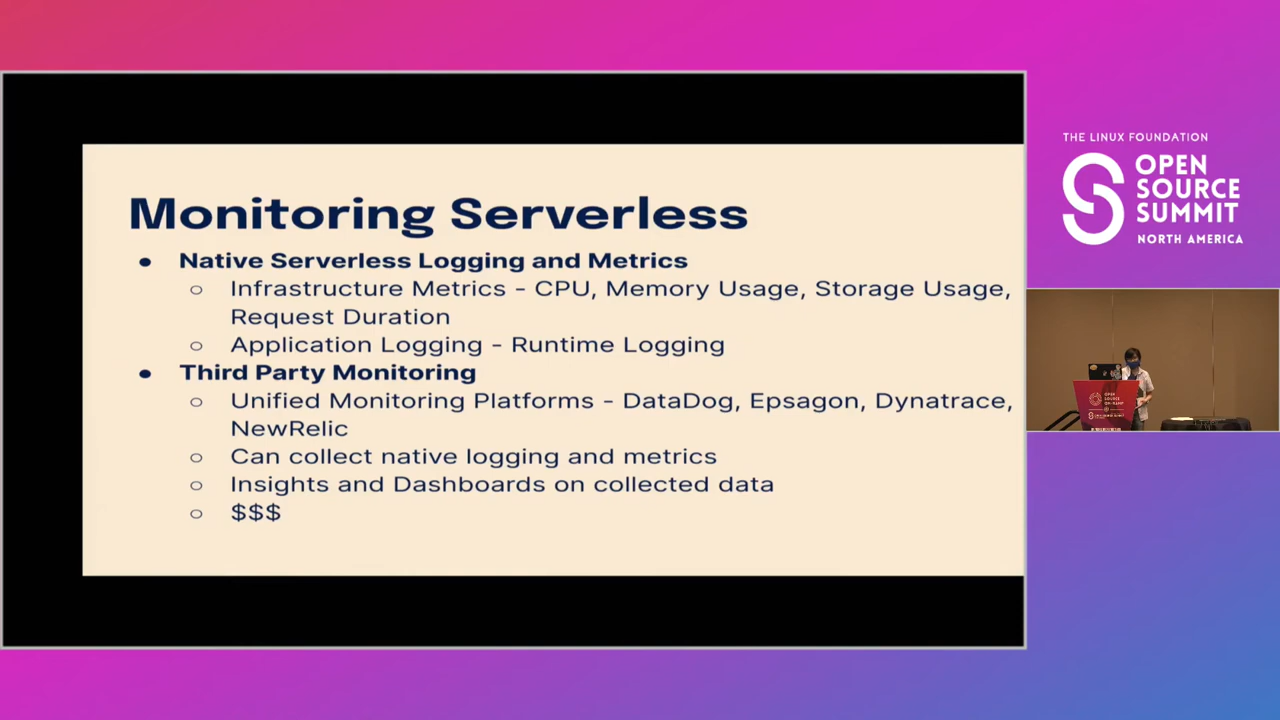 Monitoring Serverless
● Native Serverless Logging and Metrics
○ Infrastructure Metrics - CPU, Memory Usage, Storage Usage,
Request Duration
○ Application Logging - Runtime Logging
● Third Party Monitoring
○ Unified Monitoring Platforms - DataDog, Epsagon, Dynatrace,
NewRelic
○ Can collect native logging and metrics
○ Insights and Dashboards on collected data
○ $$$
THE LINUX FOUNDATION
OPEN
SOURCE
SUMMIT
NORTH AMERICA